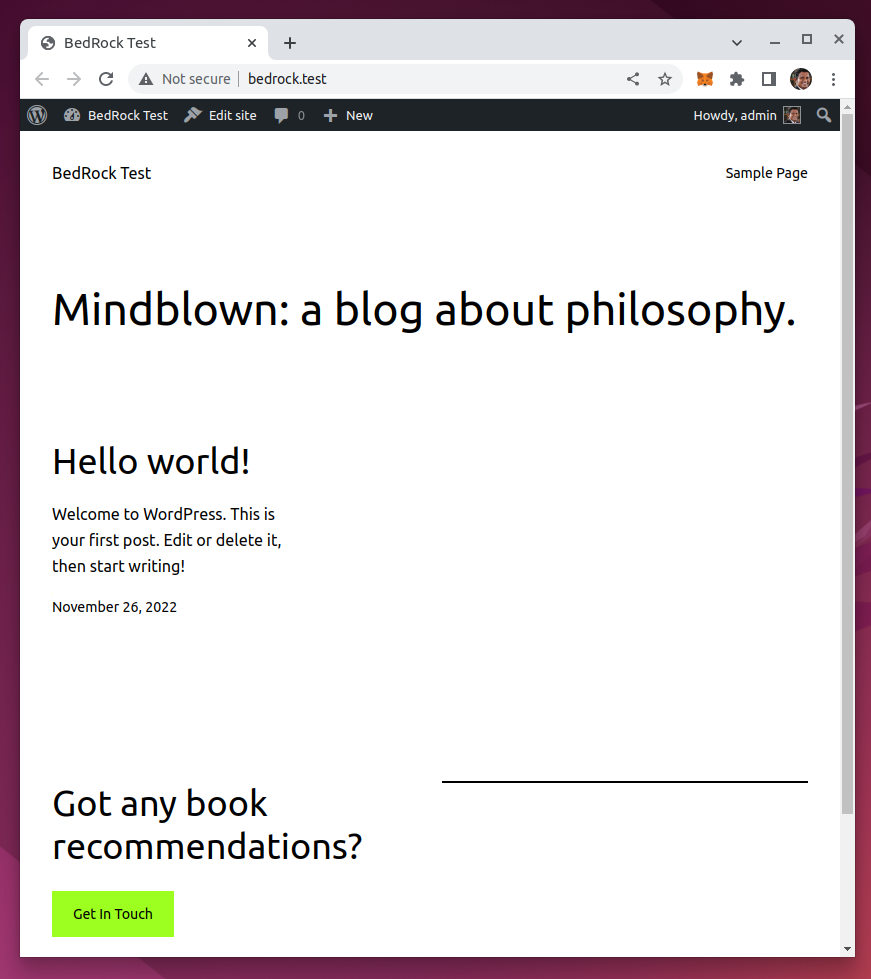 BedRock Test
Not secure
bedrock.test
BedRock Test
Edit site
0
New
Howdy, admin
BedRock Test
Sample Page
Mindblown: a blog about philosophy.
Hello world!
Welcome to WordPress. This is
your first post. Edit or delete it,
then start writing!
November 26, 2022
Got any book
recommendations?
Get In Touch